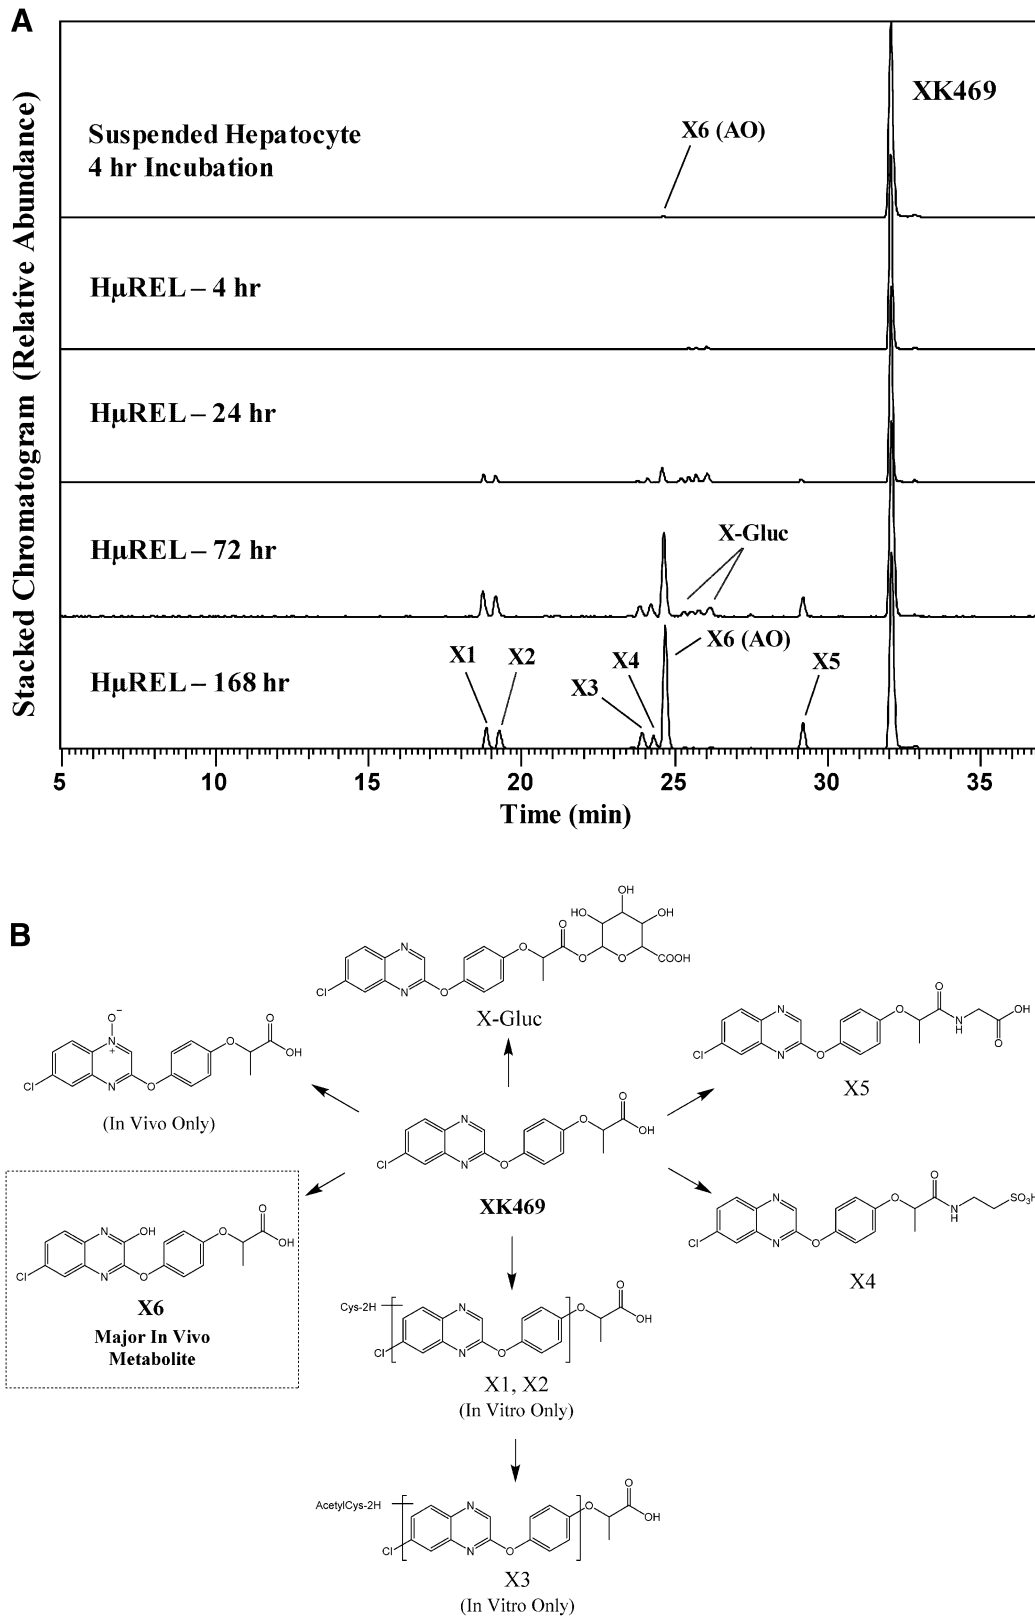 A
Stacked Chromatogram (Relative Abundance)
XK469
X6 (AO)
Suspended Hepatocyte
4 hr Incubation
HµREL – 4 hr
HµREL – 24 hr
HµREL – 72 hr
X-Gluc
X6 (AO)
X1
X2
X4
X5
X3
HµREL – 168 hr
5
10
15
20
25
30
35
Time (min)
B
OH
HO
OH
O
O
N
O
O
COOH
Cl
N
O
X-Gluc
O−
N+
O
O
OH
Cl
N
O
(In Vivo Only)
O
N
O
N
H
OH
O
Cl
N
O
X5
O
N
O
OH
Cl
N
O
XK469
O
N
OH
O
OH
Cl
N
O
X6
Major In Vivo
Metabolite
O
N
O
N
H
SO3H
Cl
N
O
X4
Cys-2H
O
N
O
OH
Cl
N
O
X1, X2
(In Vitro Only)
AcetylCys-2H
O
N
O
OH
Cl
N
O
X3
(In Vitro Only)